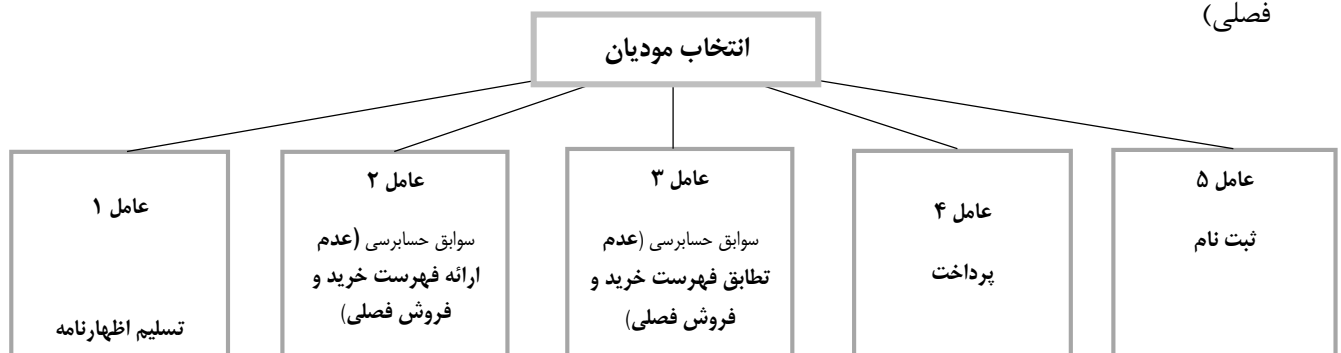 فصلی)
انتخاب مودیان
عامل ۵
ثبت نام
عامل ۴
پرداخت
عامل ۳
سوابق حسابرسی (عدم
تطابق فهرست خرید و
فروش فصلی)
عامل ۲
سوابق حسابرسی (عدم
ارائه فهرست خرید و
فروش فصلی)
عامل ۱
تسلیم اظهارنامه